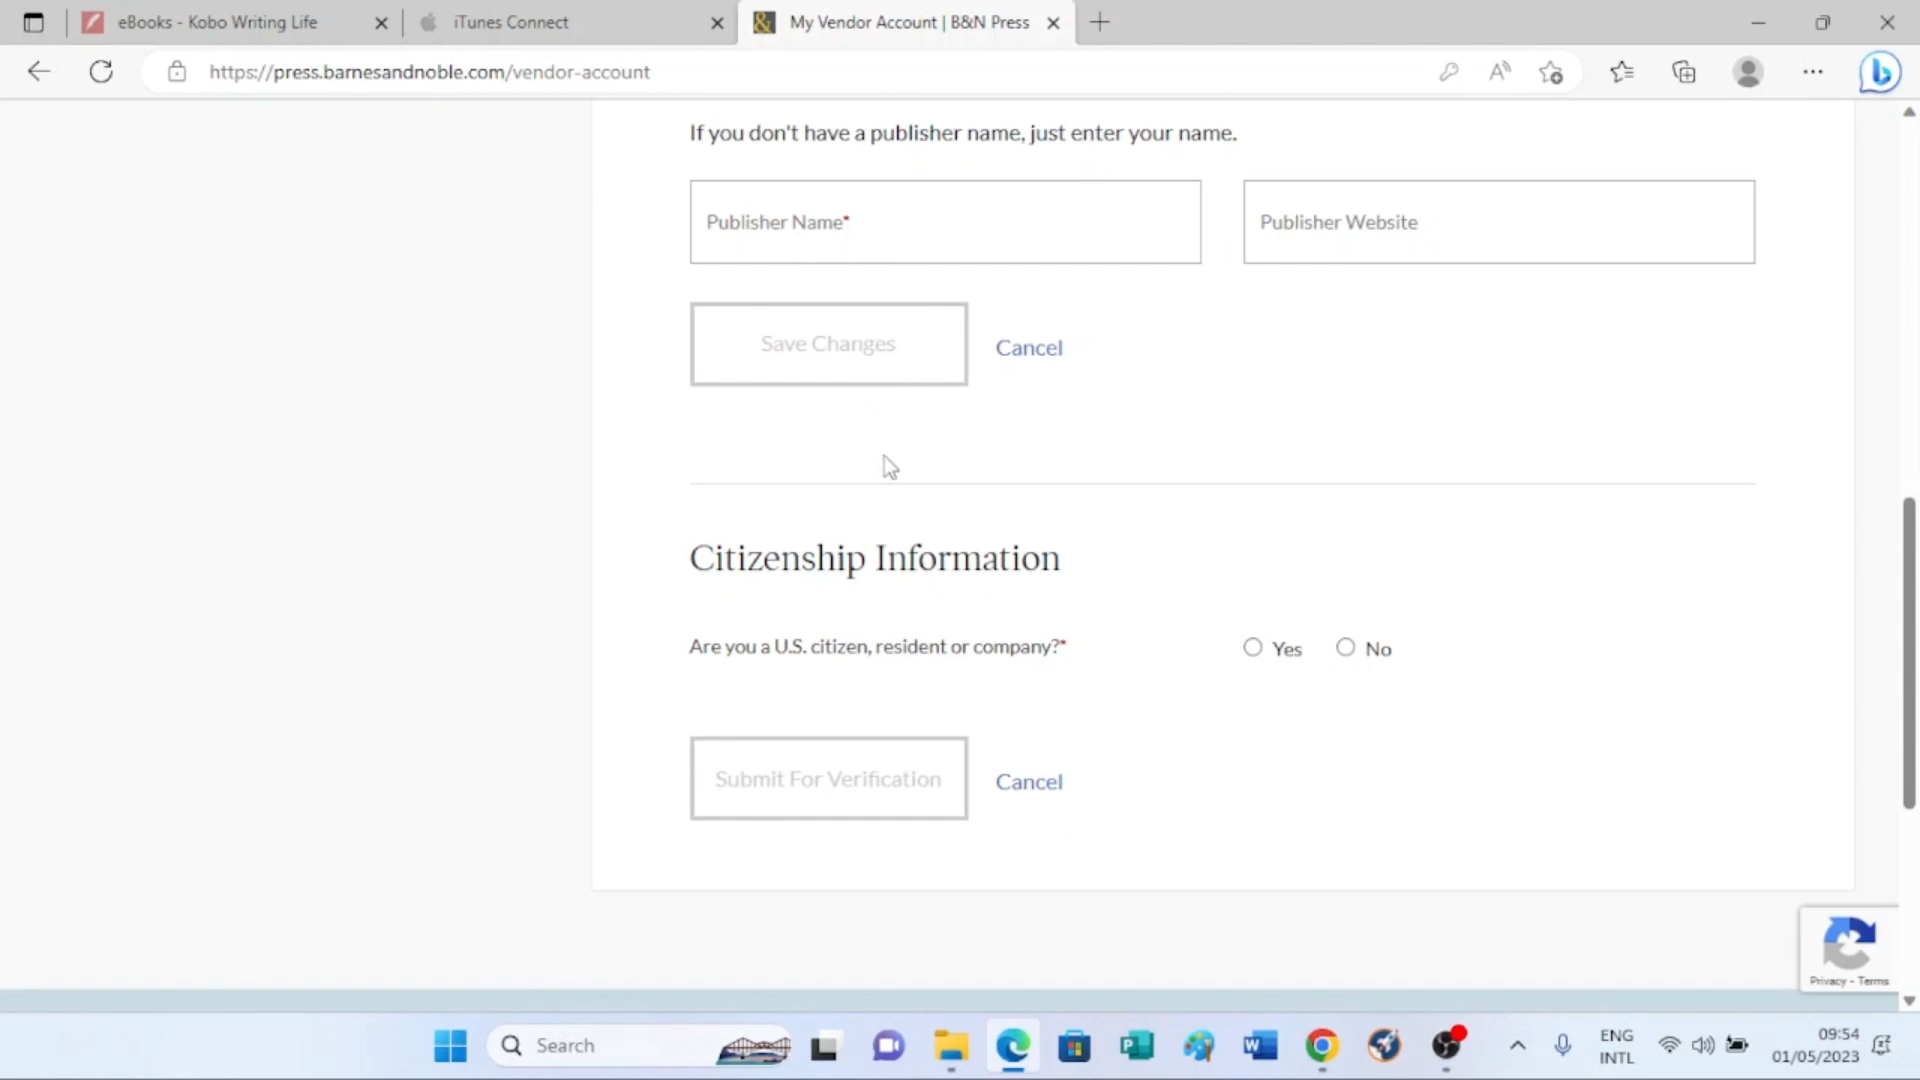 eBooks - Kobo Writing Life
iTunes Connect
My Vendor Account | B&N Press
https://press.barnesandnoble.com/vendor-account
If you don't have a publisher name, just enter your name.
Publisher Name*
Publisher Website
Save Changes
Cancel
Citizenship Information
Are you a U.S. citizen, resident or company?*
Yes
No
Submit For Verification
Cancel
Privacy - Terms
Search
ENG
INTL
09:54
01/05/2023